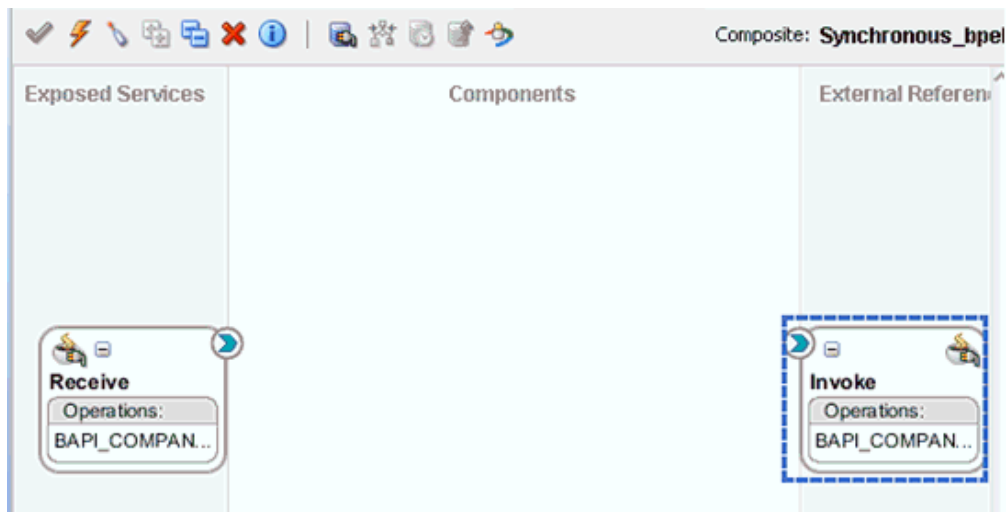 Composite: Synchronous_bpel
Exposed Services
Components
External Referen
Receive
Operations:
BAPI_COMPAN...
Invoke
Operations:
BAPI_COMPAN...